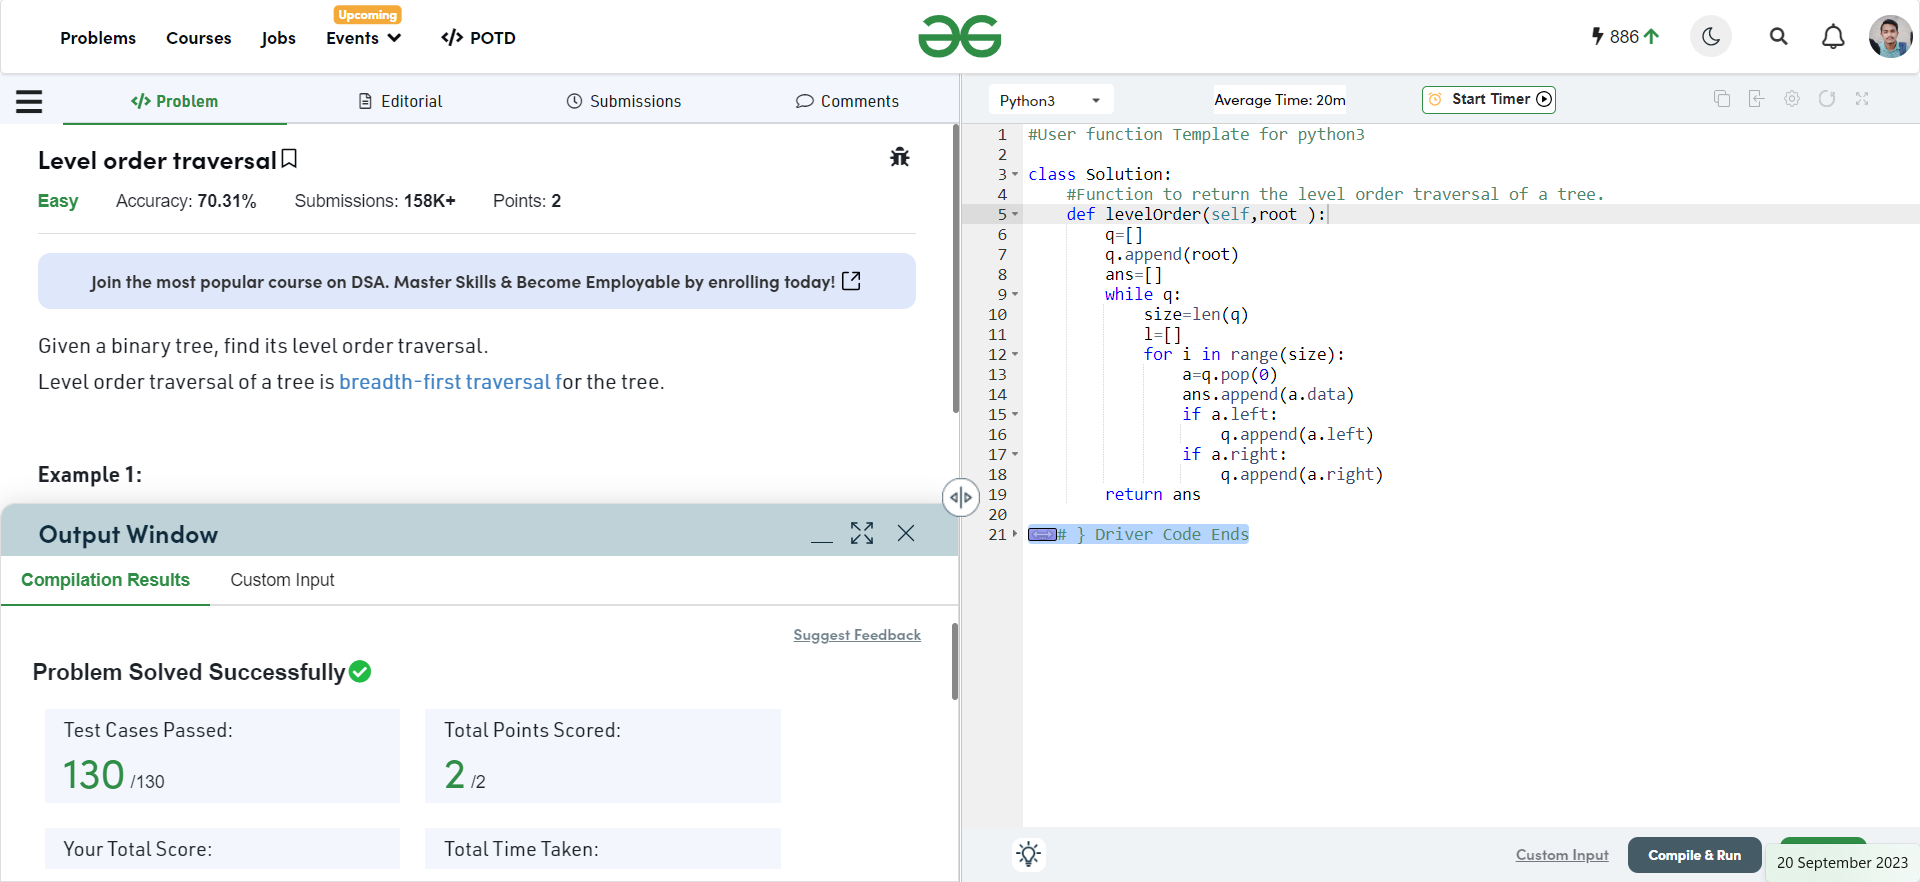 Problems Courses Jobs Upcoming Events POTD
886
Problem Editorial Submissions Comments
Level order traversal
Easy Accuracy: 70.31% Submissions: 158K+ Points: 2
Join the most popular course on DSA. Master Skills & Become Employable by enrolling today!
Given a binary tree, find its level order traversal.
Level order traversal of a tree is breadth-first traversal for the tree.
Example 1:
Output Window
Compilation Results Custom Input
Suggest Feedback
Problem Solved Successfully
Test Cases Passed: Total Points Scored:
130 /130 2 /2
Your Total Score: Total Time Taken:
Python3 Average Time: 20m Start Timer
1 #User function Template for python3
2
3 class Solution:
4 #Function to return the level order traversal of a tree.
5 def levelOrder(self,root ):
6 q=[]
7 q.append(root)
8 ans=[]
9 while q:
10 size=len(q)
11 l=[]
12 for i in range(size):
13 a=q.pop(0)
14 ans.append(a.data)
15 if a.left:
16 q.append(a.left)
17 if a.right:
18 q.append(a.right)
19 return ans
20
21 # } Driver Code Ends
Custom Input Compile & Run
20 September 2023